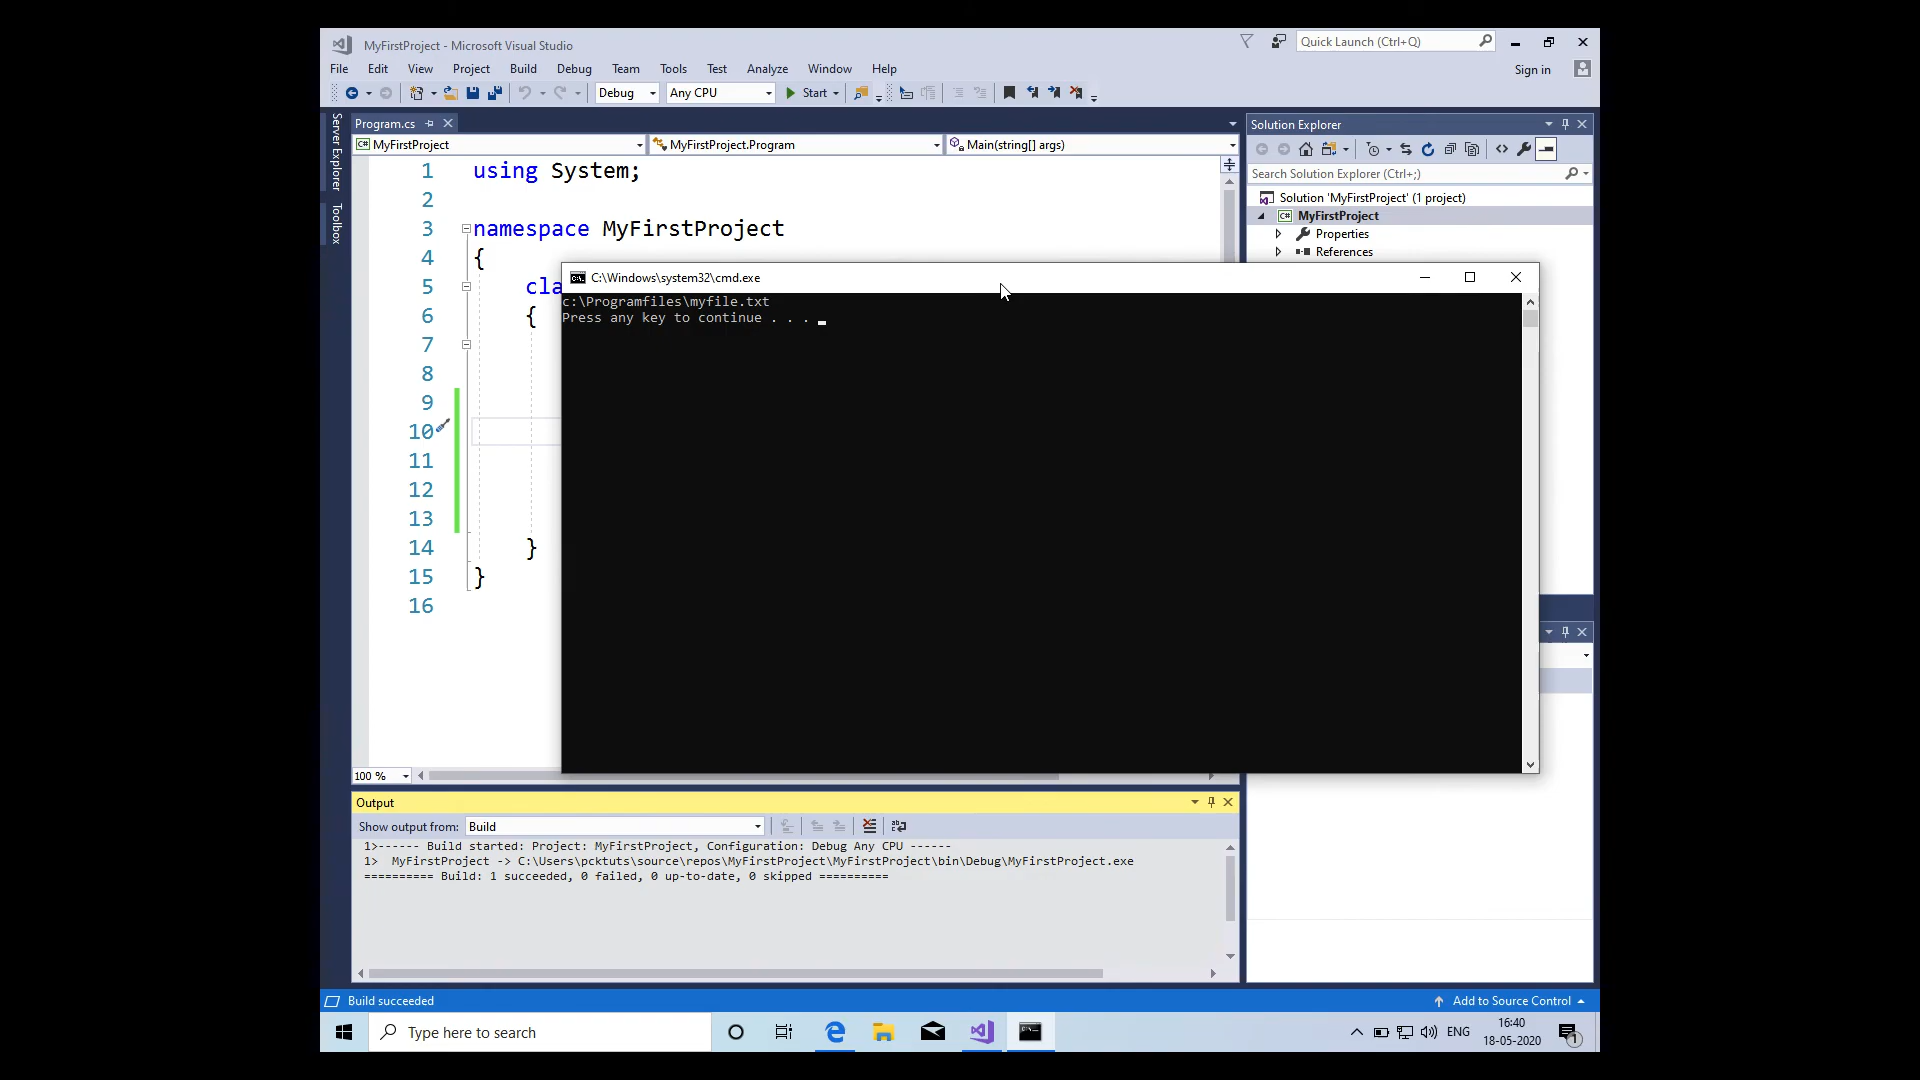 MyFirstProject - Microsoft Visual Studio
Quick Launch (Ctrl+Q)
File Edit View Project Build Debug Team Tools Test Analyze Window Help
Sign in
Debug Any CPU Start
Server Explorer
Toolbox
Program.cs
MyFirstProject MyFirstProject.Program Main(string[] args)
1 using System;
2
3 namespace MyFirstProject
4 {
5 cla
6 {
7
8
9
10
11
12
13
14 }
15 }
16
C:\Windows\system32\cmd.exe
c:\Programfiles\myfile.txt
Press any key to continue . . .
Solution Explorer
Search Solution Explorer (Ctrl+;)
Solution 'MyFirstProject' (1 project)
C# MyFirstProject
Properties
References
100 %
Output
Show output from: Build
1>------ Build started: Project: MyFirstProject, Configuration: Debug Any CPU ------
1>  MyFirstProject -> C:\Users\pcktuts\source\repos\MyFirstProject\MyFirstProject\bin\Debug\MyFirstProject.exe
========== Build: 1 succeeded, 0 failed, 0 up-to-date, 0 skipped ==========
Build succeeded
Add to Source Control
Type here to search
ENG
16:40
18-05-2020
1